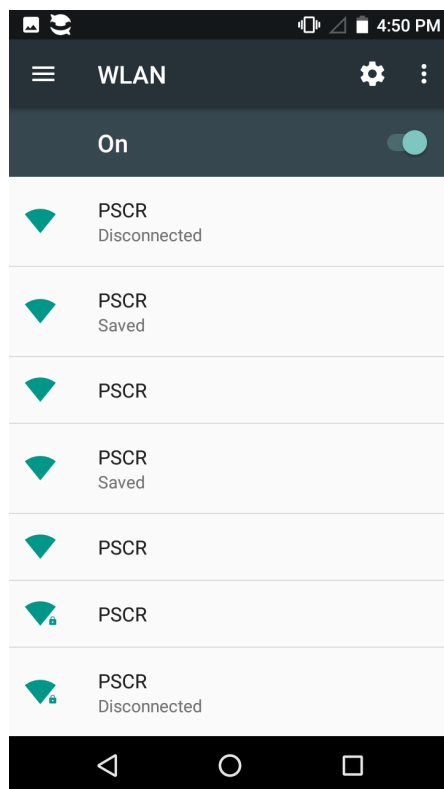 4:50 PM
WLAN
On
PSCR
Disconnected
PSCR
Saved
PSCR
PSCR
Saved
PSCR
PSCR
PSCR
Disconnected